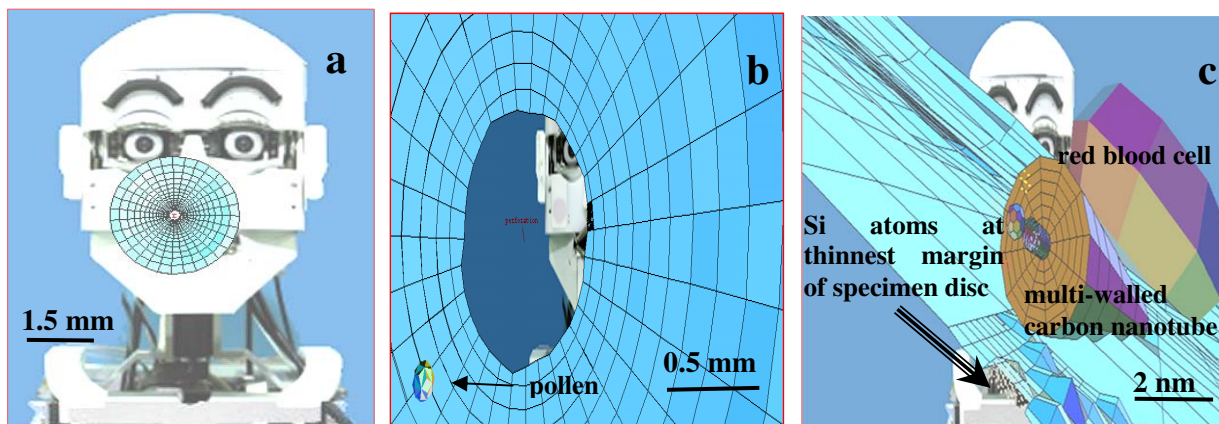 a
1.5 mm
b
perforation
pollen
0.5 mm
c
red blood cell
Si atoms at
thinnest margin
of specimen disc
multi-walled
carbon nanotube
2 nm